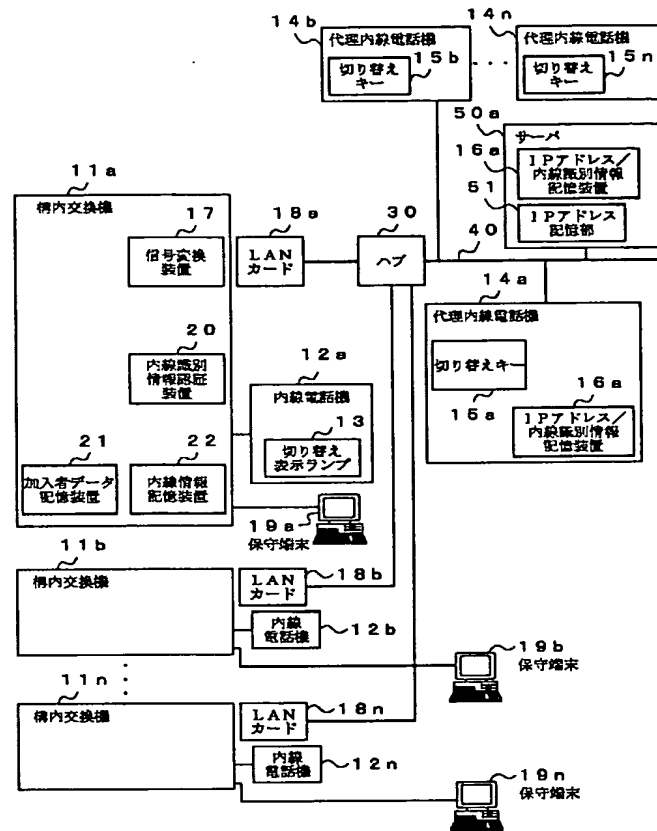 14b
14n
代理内線電話機
代理内線電話機
切り替え
キー
15b
・・・
切り替え
キー
15n
50a
サーバ
16a
IPアドレス/
内線識別情報
記憶装置
51
IPアドレス
記憶部
11a
構内交換機
17
信号変換
装置
18a
LAN
カード
30
ハブ
40
14a
代理内線電話機
切り替えキー
15a
16a
IPアドレス/
内線識別情報
記憶装置
20
内線識別
情報認証
装置
12a
内線電話機
13
切り替え
表示ランプ
21
加入者データ
記憶装置
22
内線情報
記憶装置
19a
保守端末
11b
構内交換機
LAN
カード
18b
内線
電話機
12b
19b
保守端末
11n
構内交換機
LAN
カード
18n
内線
電話機
12n
19n
保守端末